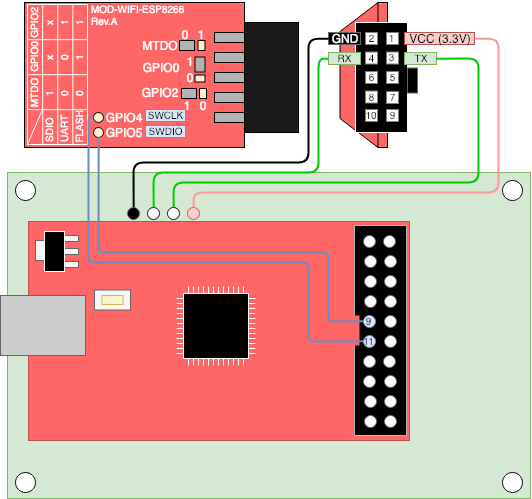 MOD-WIFI-ESP8266
Rev.A
MTDO GPIO0 GPIO2
1 x x
0 0 1
0 1 1
SDIO
UART
FLASH
MTDO 0 1
GPIO0 1
0
GPIO2
1 0
GPIO4 SWCLK
GPIO5 SWDIO
GND 2 1 VCC (3.3V)
RX 4 3 TX
6 5
8 7
10 9
9
11